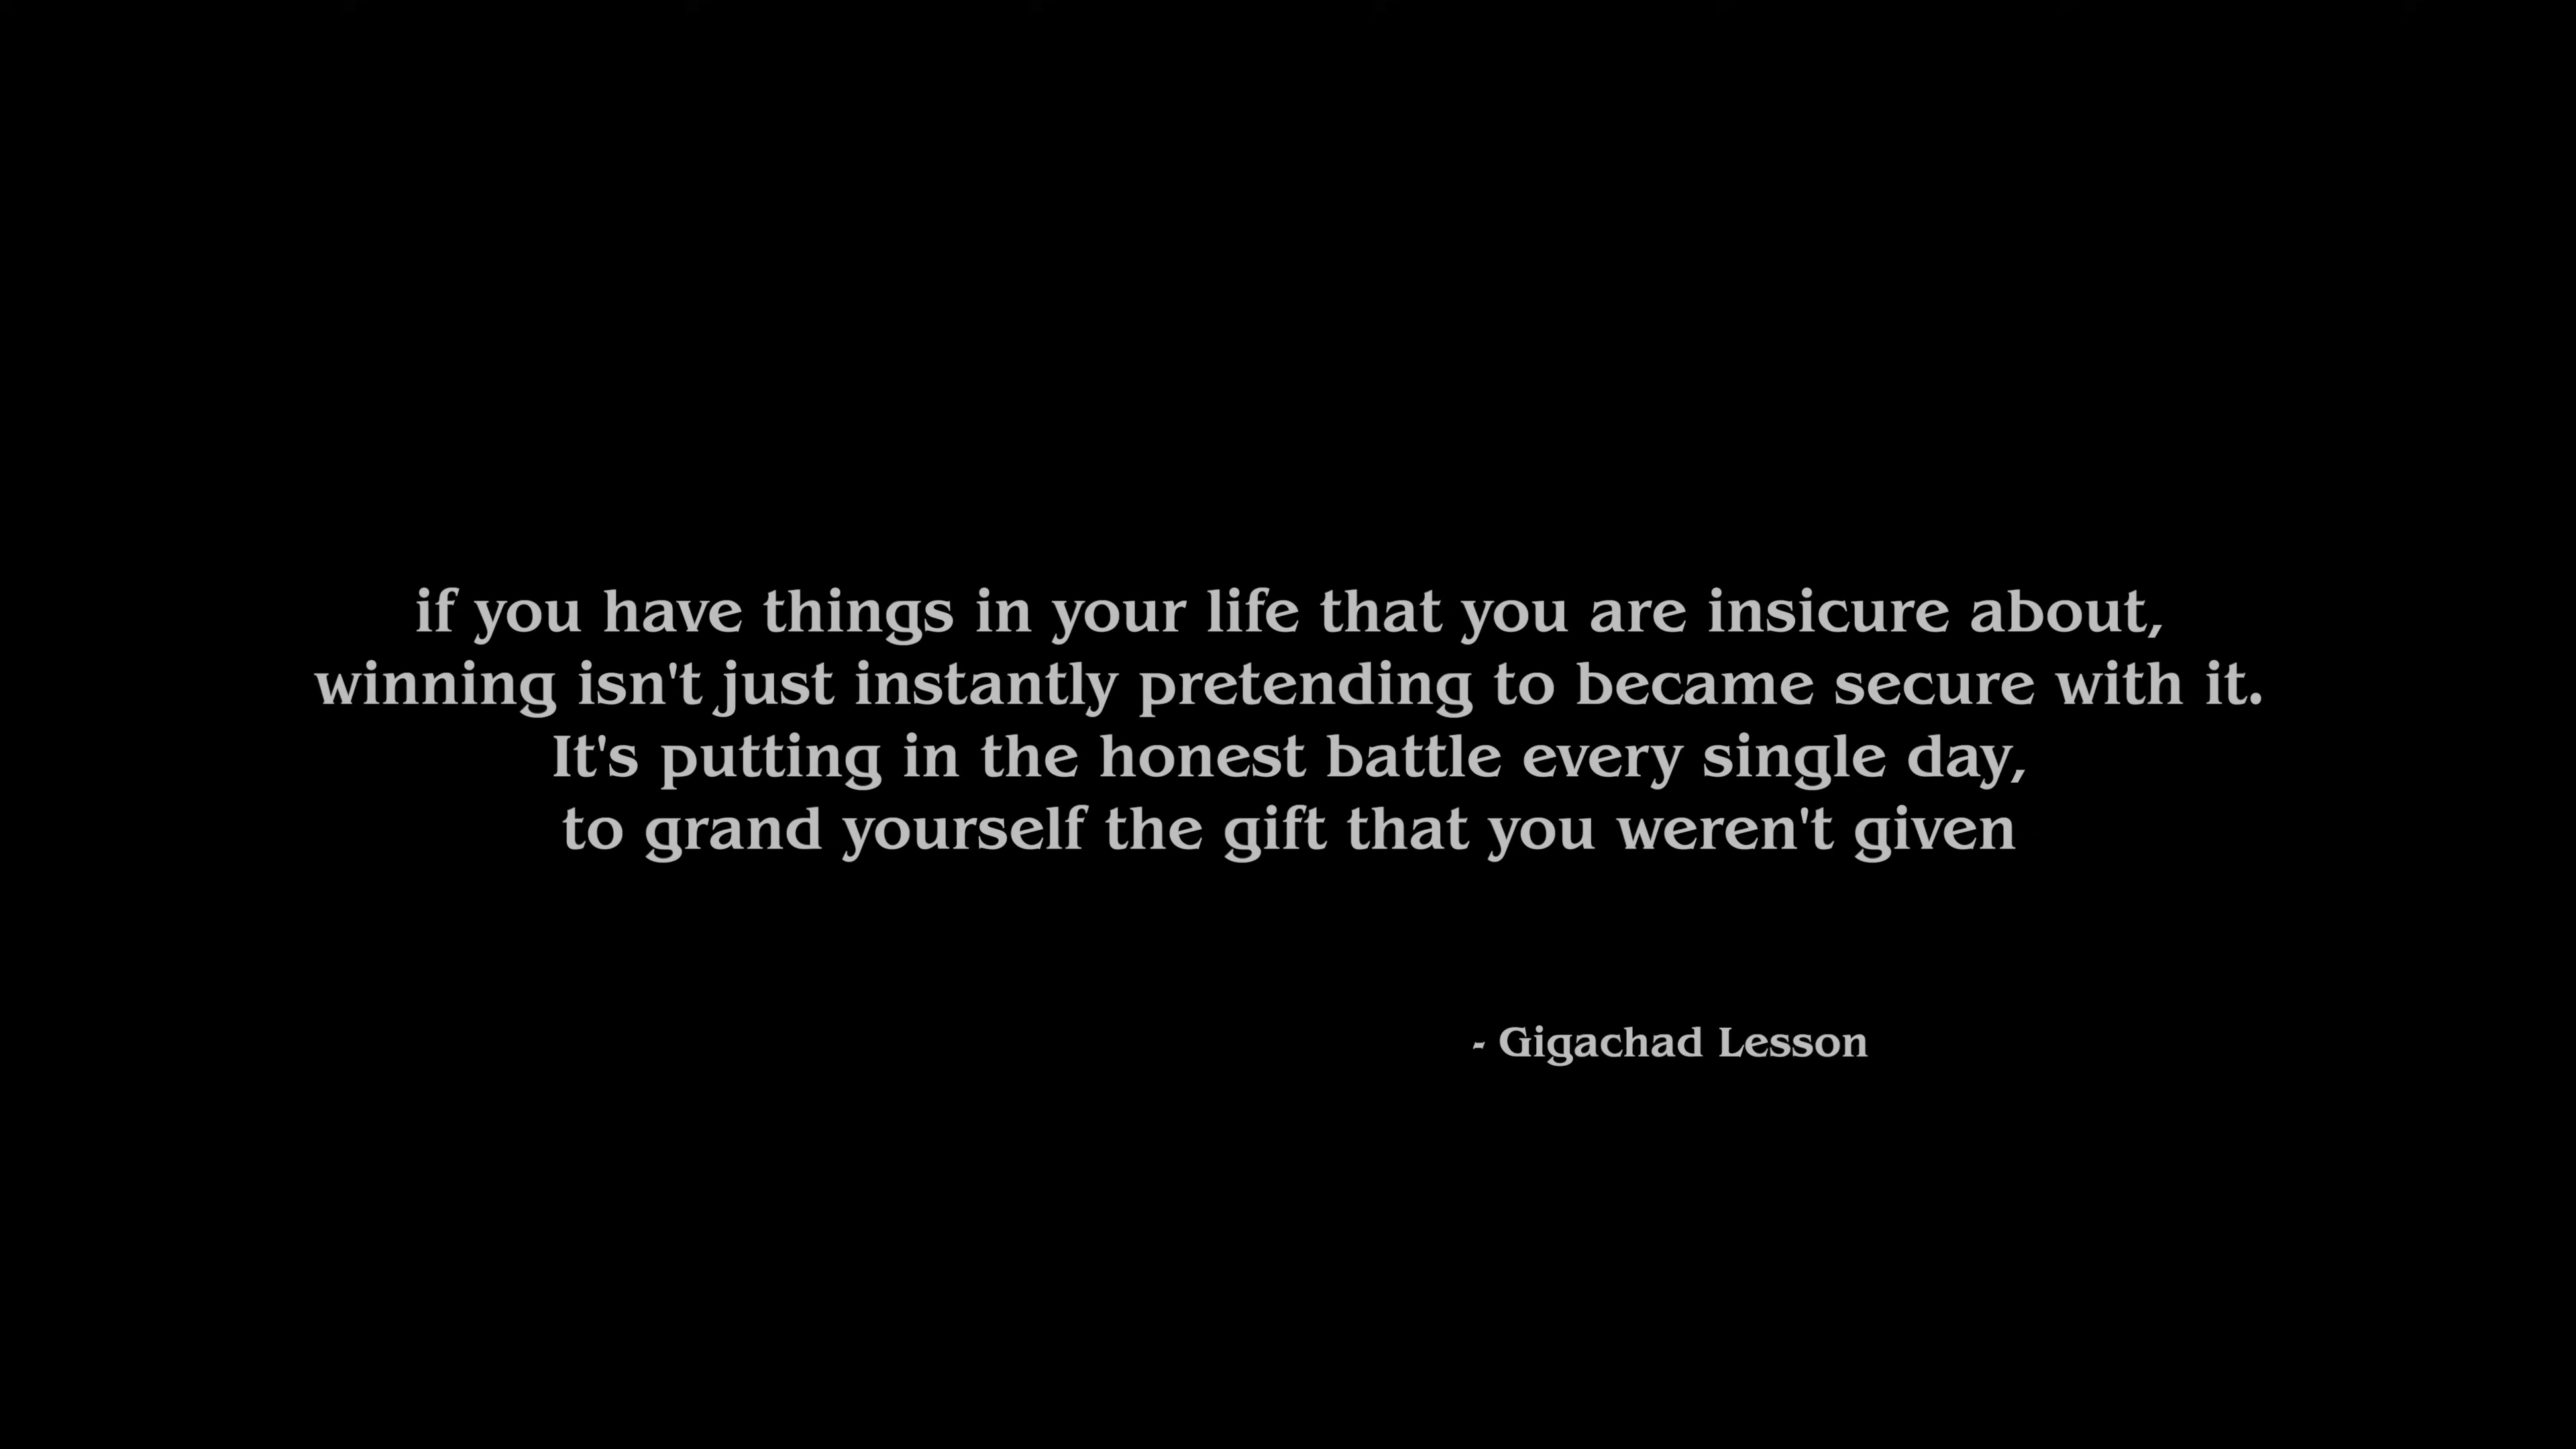 if you have things in your life that you are insicure about,
winning isn't just instantly pretending to became secure with it.
It's putting in the honest battle every single day,
to grand yourself the gift that you weren't given
- Gigachad Lesson